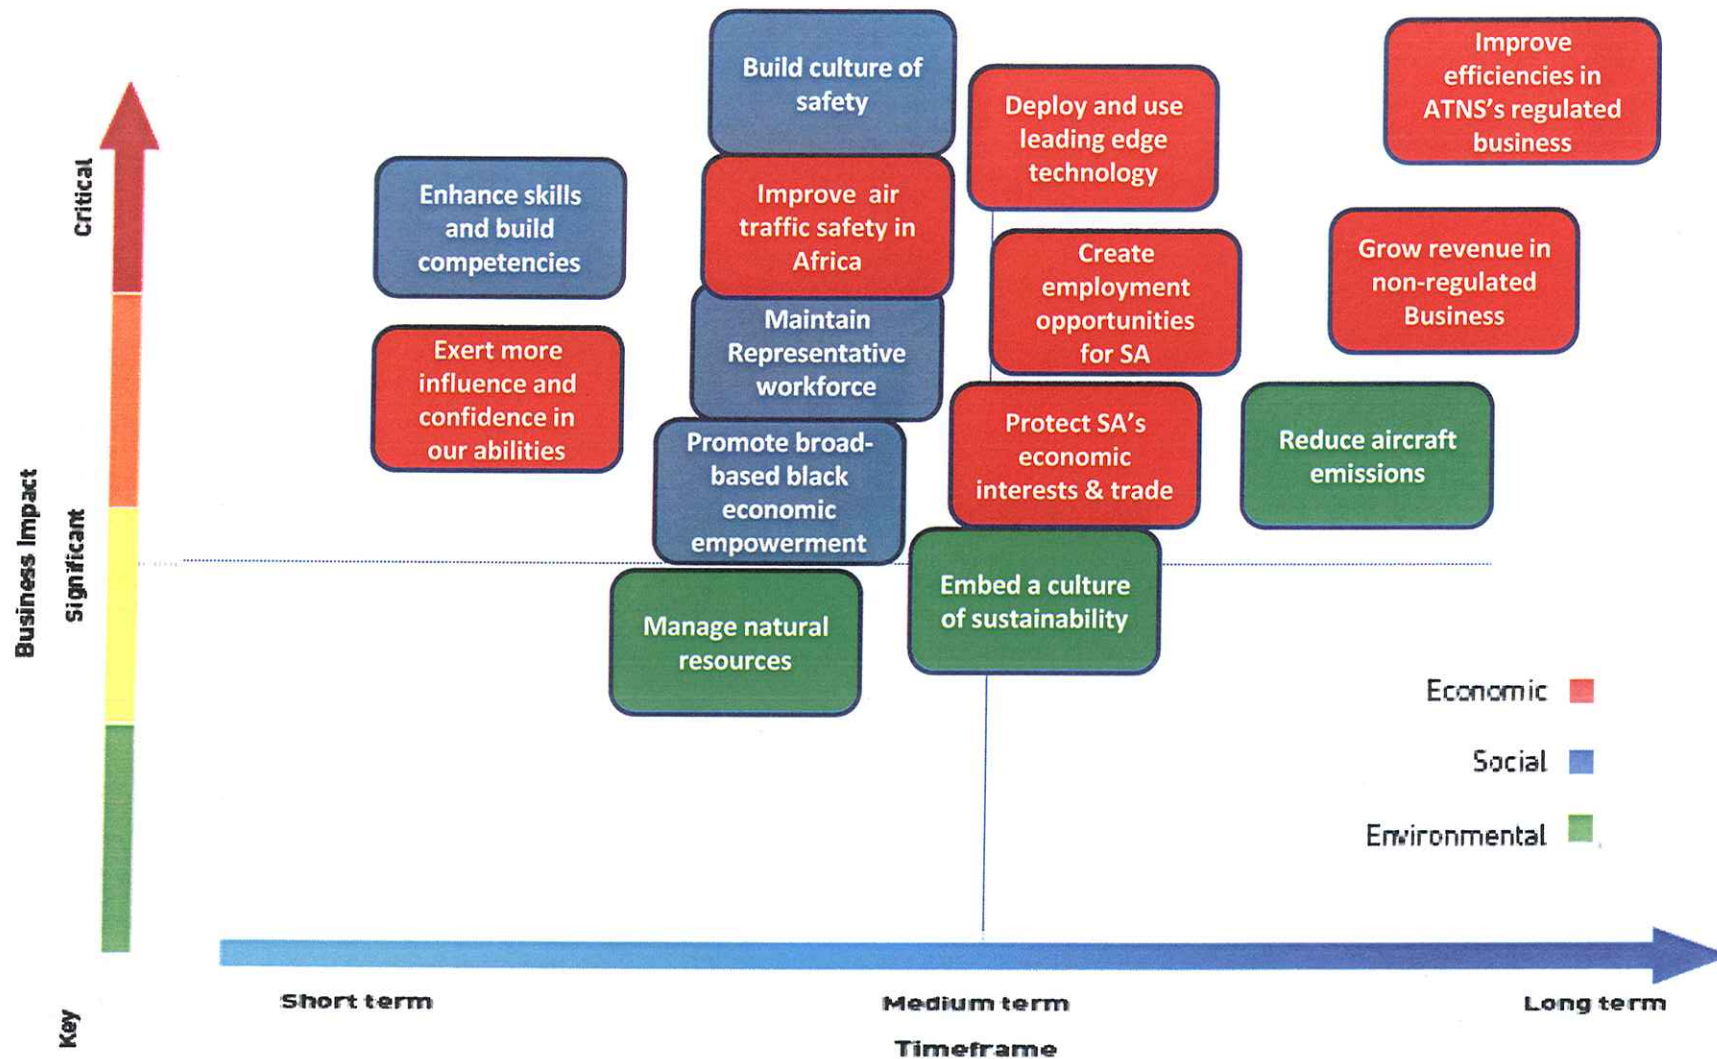 Build culture of
safety
Improve
efficiencies in
ATNS's regulated
business
Deploy and use
leading edge
technology
Critical
Enhance skills
and build
competencies
Improve air
traffic safety in
Africa
Create
employment
opportunities
for SA
Grow revenue in
non-regulated
Business
Maintain
Representative
workforce
Exert more
influence and
confidence in
our abilities
Protect SA's
economic
interests & trade
Reduce aircraft
emissions
Promote broad-
based black
economic
empowerment
Business Impact
Significant
Embed a culture
of sustainability
Manage natural
resources
Economic
Social
Environmental
Key
Short term
Medium term
Long term
Timeframe